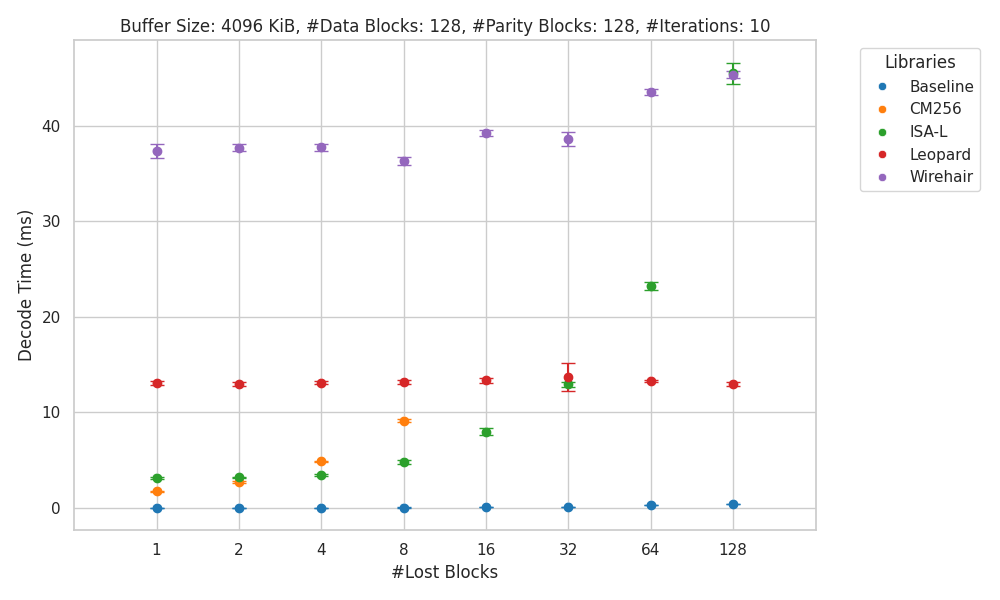 Buffer Size: 4096 KiB, #Data Blocks: 128, #Parity Blocks: 128, #Iterations: 10
Libraries
Baseline
CM256
ISA-L
Leopard
Wirehair
Decode Time (ms)
40
30
20
10
0
1 2 4 8 16 32 64 128
#Lost Blocks